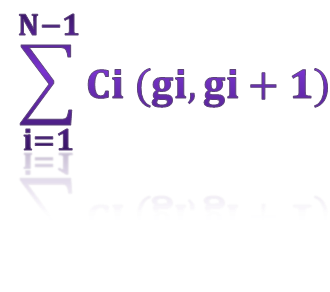 N−1
∑ Ci (gi, gi + 1)
i=1